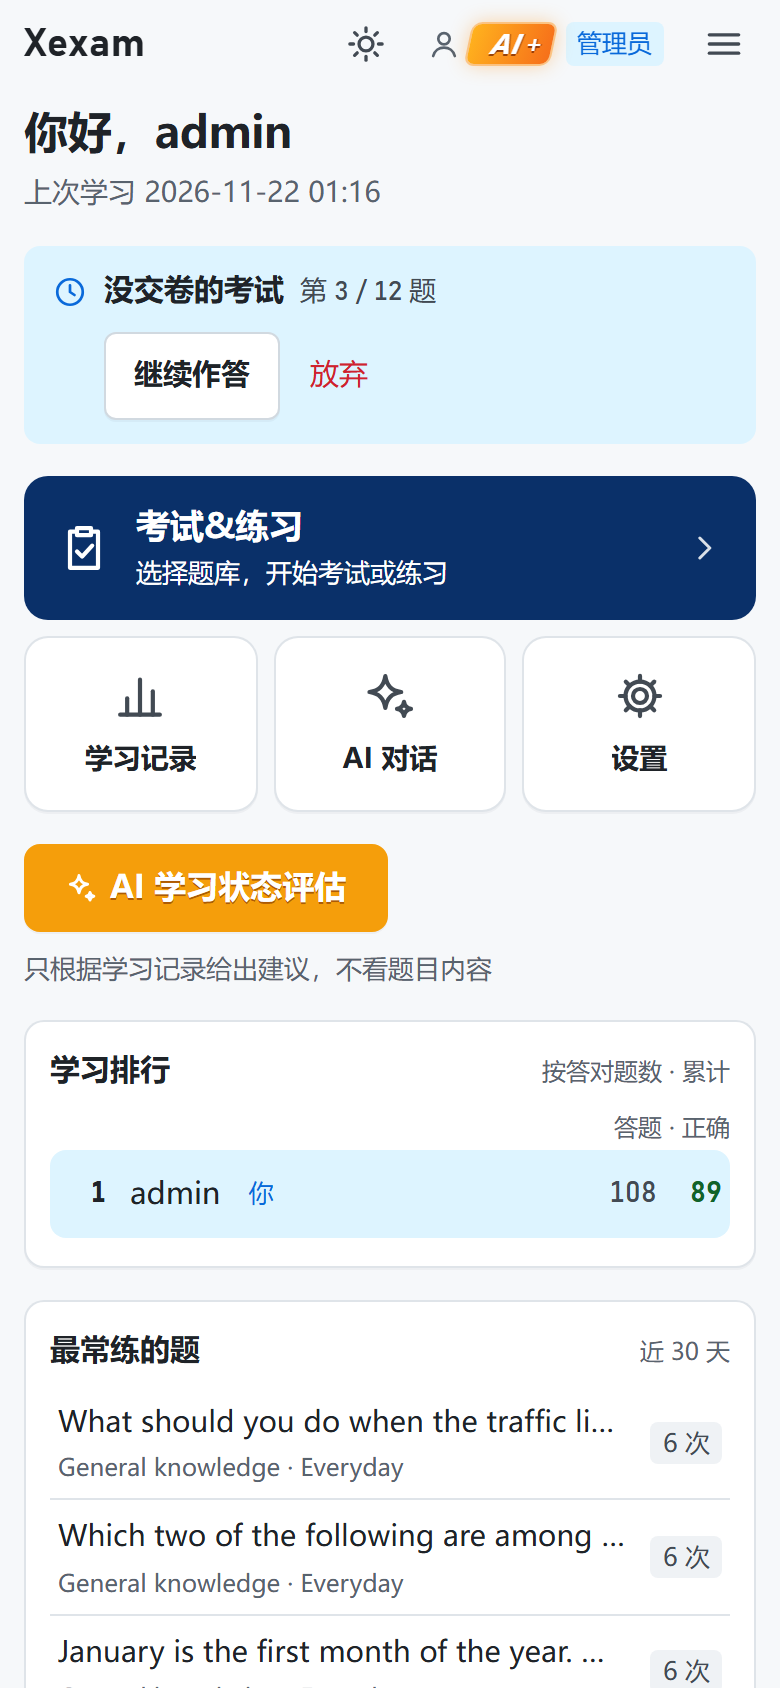 Xexam
AI+
管理员
你好，admin
上次学习 2026-11-22 01:16
没交卷的考试 第 3 / 12 题
继续作答
放弃
考试&练习
选择题库，开始考试或练习
学习记录
AI 对话
设置
AI 学习状态评估
只根据学习记录给出建议，不看题目内容
学习排行
按答对题数 · 累计
答题 · 正确
1 admin 你 108 89
最常练的题
近 30 天
What should you do when the traffic li...
General knowledge · Everyday
6 次
Which two of the following are among ...
General knowledge · Everyday
6 次
January is the first month of the year. ...
6 次